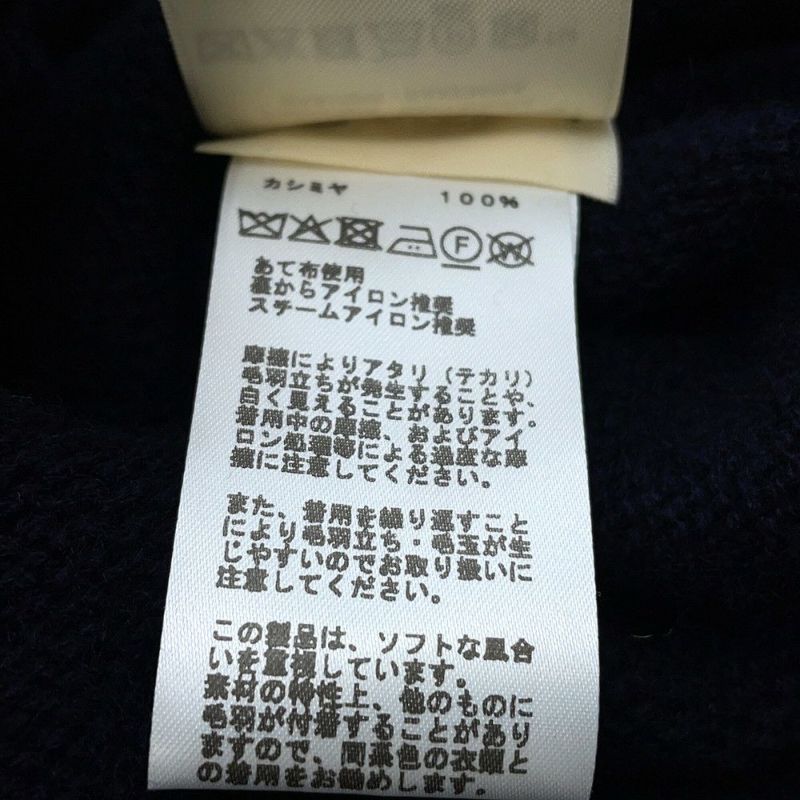 カシミヤ 100%
F
W
あて布使用
裏からアイロン推奨
スチームアイロン推奨
摩擦によりアタリ(テカリ)
毛羽立ちが発生することや、
白く見えることがあります。
着用中の摩擦、およびアイ
ロン処理等による過度な摩
擦に注意してください。
また、着用を繰り返すこと
により毛羽立ち・毛玉が生
じやすいのでお取り扱いに
注意してください。
この製品は、ソフトな風合
いを重視しています。
素材の特性上、他のものに
毛羽が付着することがあり
ますので、同系色の衣類と
の着用をお勧めします。